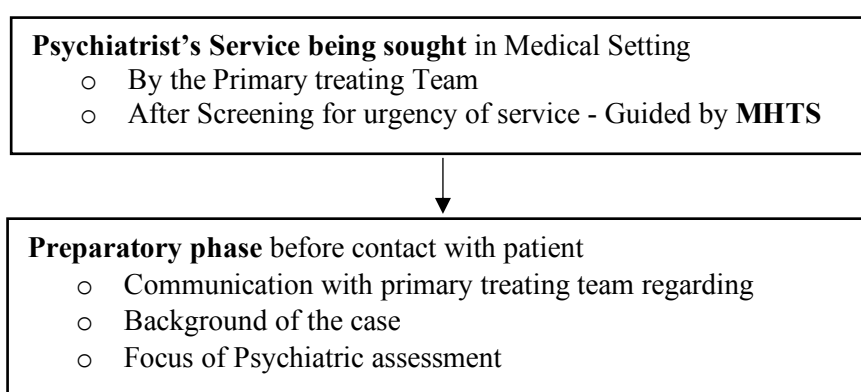 Psychiatrist’s Service being sought in Medical Setting
o By the Primary treating Team
o After Screening for urgency of service - Guided by MHTS
Preparatory phase before contact with patient
o Communication with primary treating team regarding
o Background of the case
o Focus of Psychiatric assessment